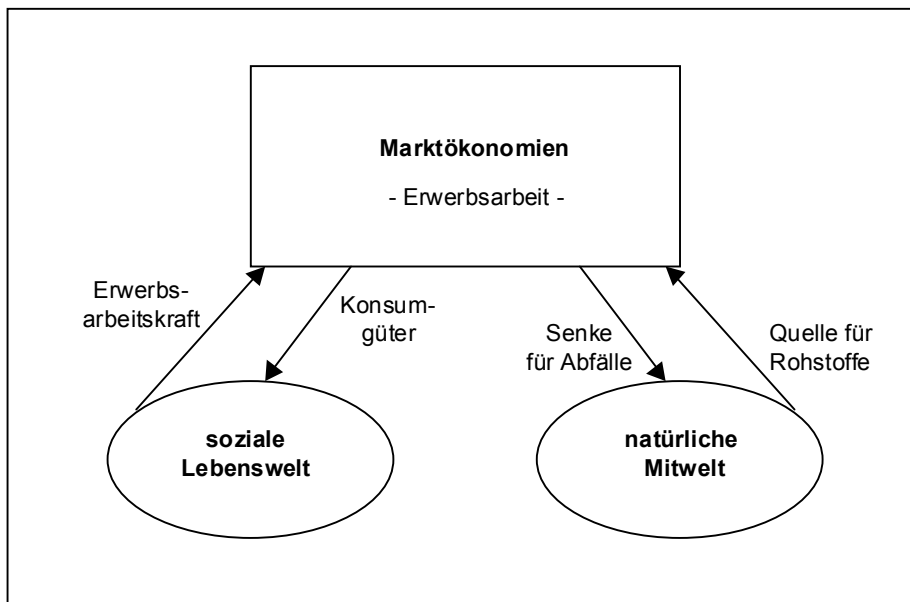 Marktökonomien
- Erwerbsarbeit -
Erwerbs-
arbeitskraft
Konsum-
güter
Senke
für Abfälle
Quelle für
Rohstoffe
soziale
Lebenswelt
natürliche
Mitwelt